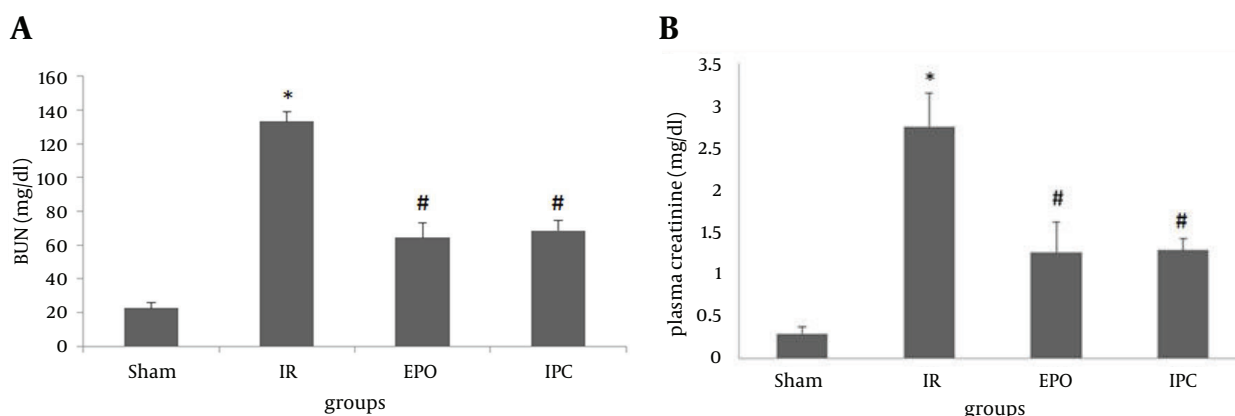 A
BUN (mg/dl)
160
140
120
100
80
60
40
20
0
*
#
#
Sham IR EPO IPC
groups
B
plasma creatinine (mg/dl)
3.5
3
2.5
2
1.5
1
0.5
0
*
#
#
Sham IR EPO IPC
groups